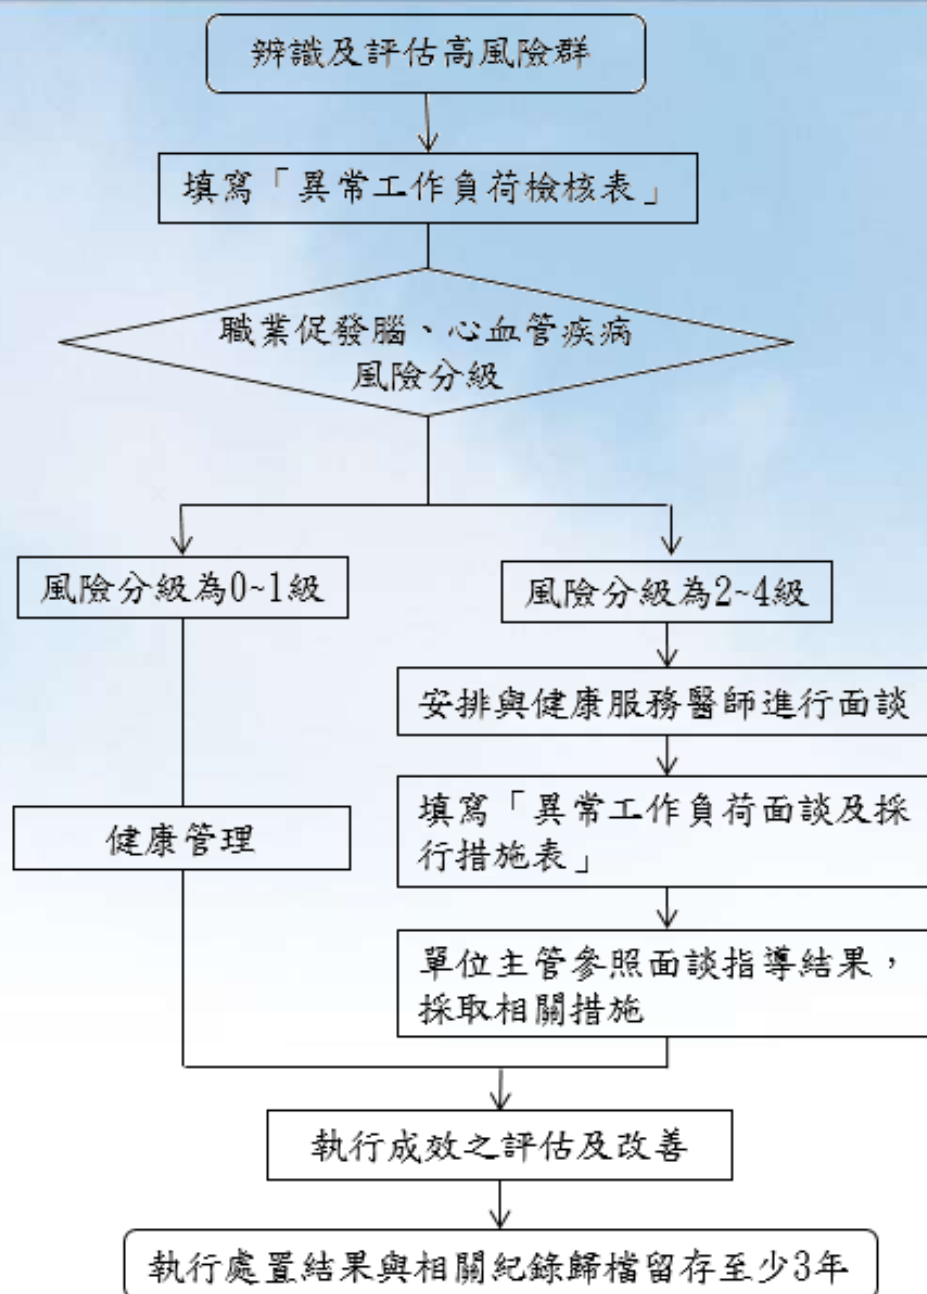 辨識及評估高風險群
填寫「異常工作負荷檢核表」
職業促發腦、心血管疾病
風險分級
風險分級為0~1級
風險分級為2~4級
安排與健康服務醫師進行面談
填寫「異常工作負荷面談及採
行措施表」
健康管理
單位主管參照面談指導結果，
採取相關措施
執行成效之評估及改善
執行處置結果與相關紀錄歸檔留存至少3年